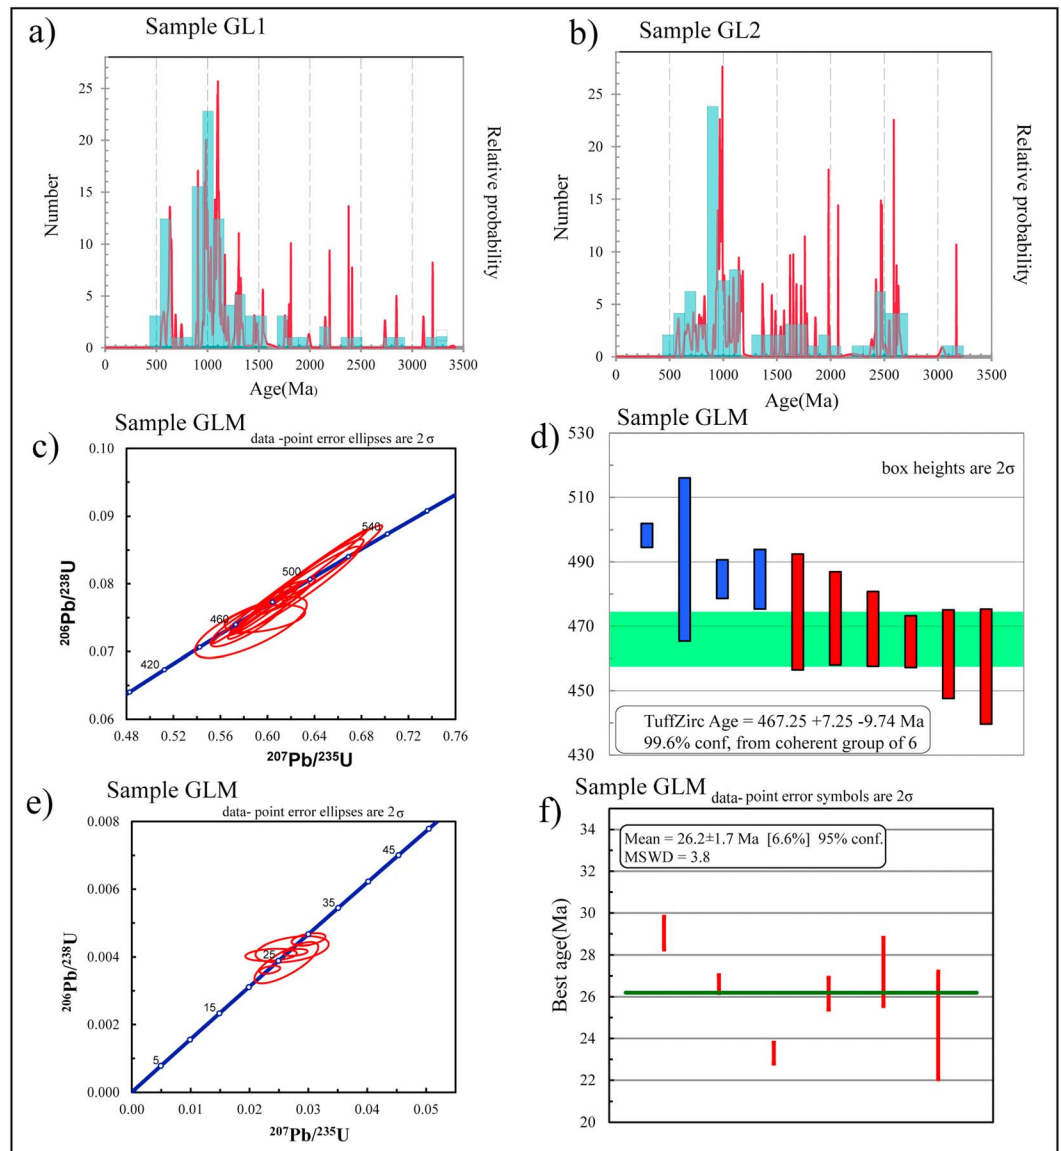 a)
Sample GL1
25
20
15
10
5
0
Number
Relative probability
0 500 1000 1500 2000 2500 3000 3500
Age(Ma)
b)
Sample GL2
25
20
15
10
5
0
Number
Relative probability
0 500 1000 1500 2000 2500 3000 3500
Age(Ma)
c)
Sample GLM
data -point error ellipses are 2 σ
0.10
0.09
0.08
0.07
0.06
206Pb/238U
540
500
460
420
0.48 0.52 0.56 0.60 0.64 0.68 0.72 0.76
207Pb/235U
d)
Sample GLM
box heights are 2σ
530
510
490
470
450
430
TuffZirc Age = 467.25 +7.25 -9.74 Ma
99.6% conf, from coherent group of 6
e)
Sample GLM
data- point error ellipses are 2 σ
0.008
0.006
0.004
0.002
0.000
206Pb/238U
45
35
25
15
5
0.00 0.01 0.02 0.03 0.04 0.05
207Pb/235U
f)
Sample GLM
data- point error symbols are 2σ
Mean = 26.2±1.7 Ma [6.6%] 95% conf.
MSWD = 3.8
34
32
30
28
26
24
22
20
Best age(Ma)